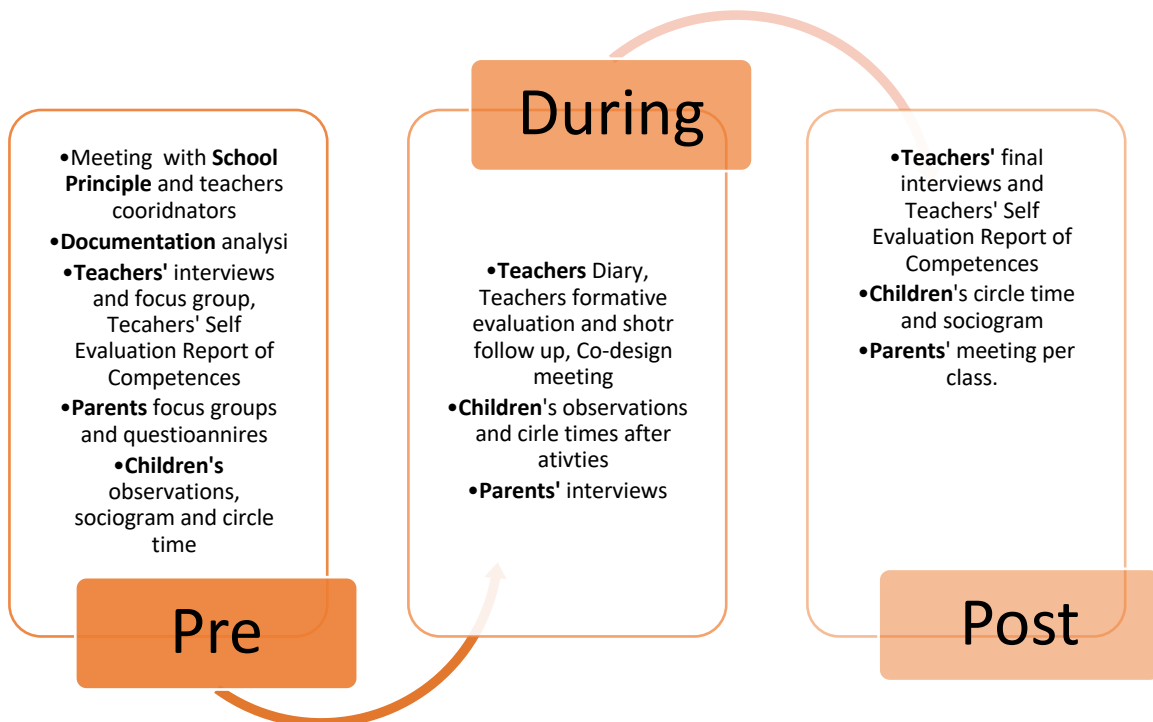 •Meeting with School
Principle and teachers
cooridnators
•Documentation analysi
•Teachers' interviews
and focus group,
Tecahers' Self
Evaluation Report of
Competences
•Parents focus groups
and questioannires
•Children's
observations,
sociogram and circle
time
Pre
During
•Teachers Diary,
Teachers formative
evaluation and shotr
follow up, Co-design
meeting
•Children's observations
and cirle times after
ativties
•Parents' interviews
•Teachers' final
interviews and
Teachers' Self
Evaluation Report of
Competences
•Children's circle time
and sociogram
•Parents' meeting per
class.
Post